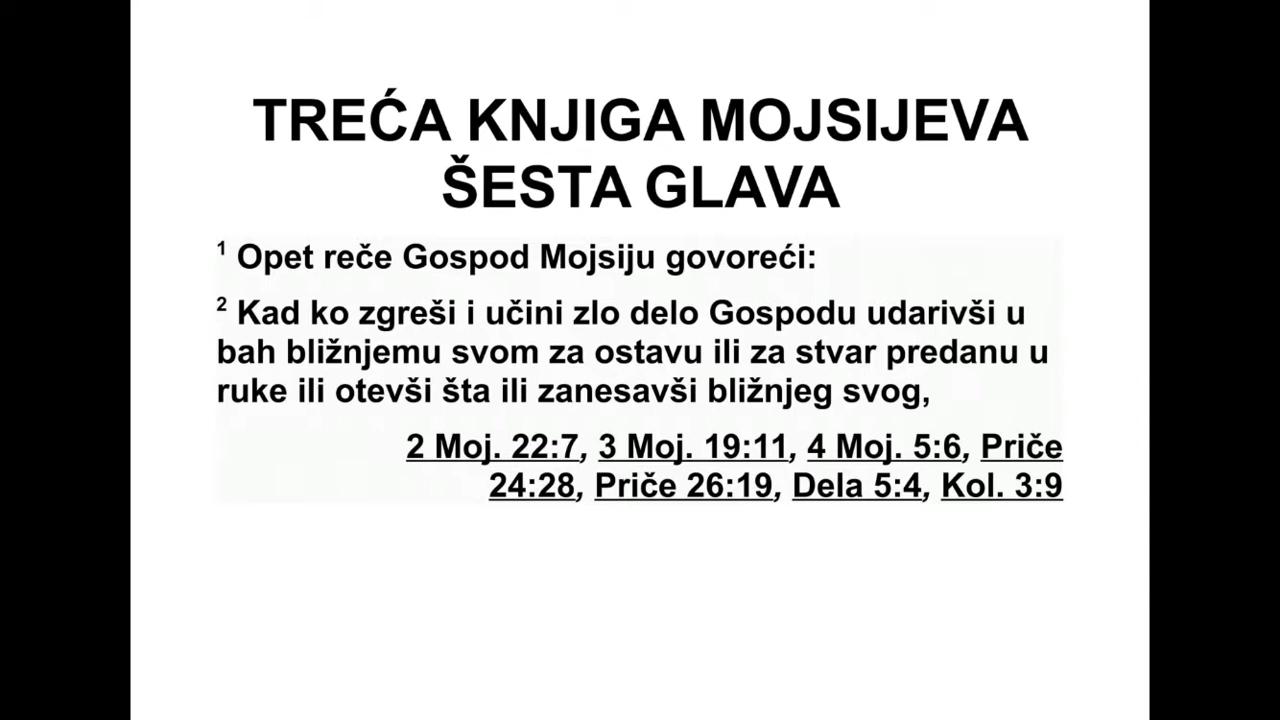 TREĆA KNJIGA MOJSIJEVA
ŠESTA GLAVA
1 Opet reče Gospod Mojsiju govoreći:
2 Kad ko zgreši i učini zlo delo Gospodu udarivši u
bah bližnjemu svom za ostavu ili za stvar predanu u
ruke ili otevši šta ili zanesavši bližnjeg svog,
2 Moj. 22:7, 3 Moj. 19:11, 4 Moj. 5:6, Priče
24:28, Priče 26:19, Dela 5:4, Kol. 3:9